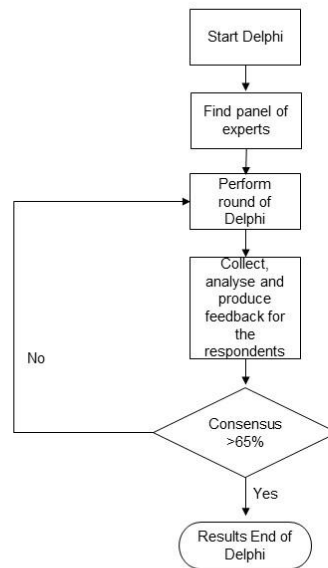 Start Delphi
Find panel of
experts
Perform
round of
Delphi
Collect,
analyse and
produce
feedback for
the
respondents
No
Consensus
>65%
Yes
Results End of
Delphi